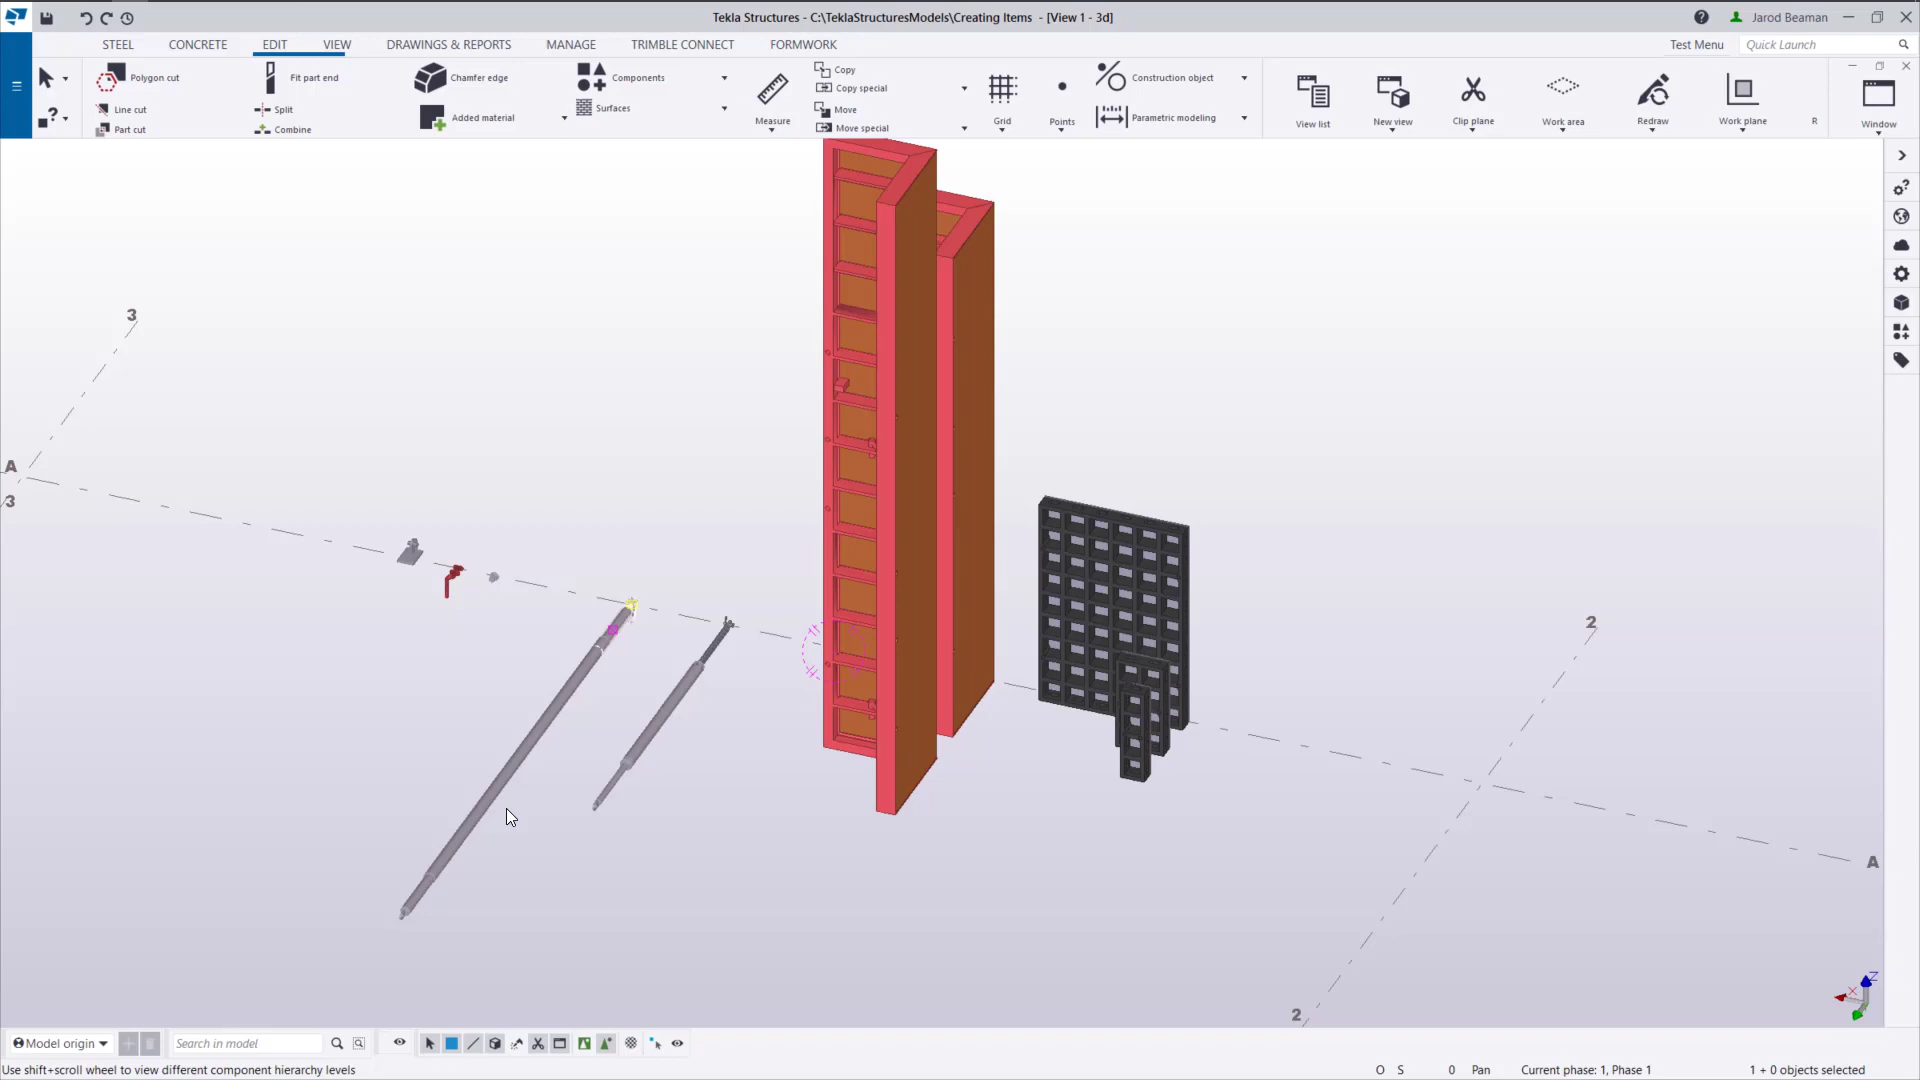 Tekla Structures - C:\TeklaStructuresModels\Creating Items - [View 1 - 3d]
Jarod Beaman
STEEL CONCRETE EDIT VIEW DRAWINGS & REPORTS MANAGE TRIMBLE CONNECT FORMWORK
Test Menu Quick Launch
Polygon cut
Line cut
Part cut
Fit part end
Split
Combine
Chamfer edge
Added material
Components
Surfaces
Measure
Copy
Copy special
Move
Move special
Grid
Points
Construction object
Parametric modeling
View list
New view
Clip plane
Work area
Redraw
Work plane
R
Window
3
A
3
2
A
2
Z
X
Model origin
Search in model
Use shift+scroll wheel to view different component hierarchy levels
O S 0 Pan Current phase: 1, Phase 1 1 + 0 objects selected